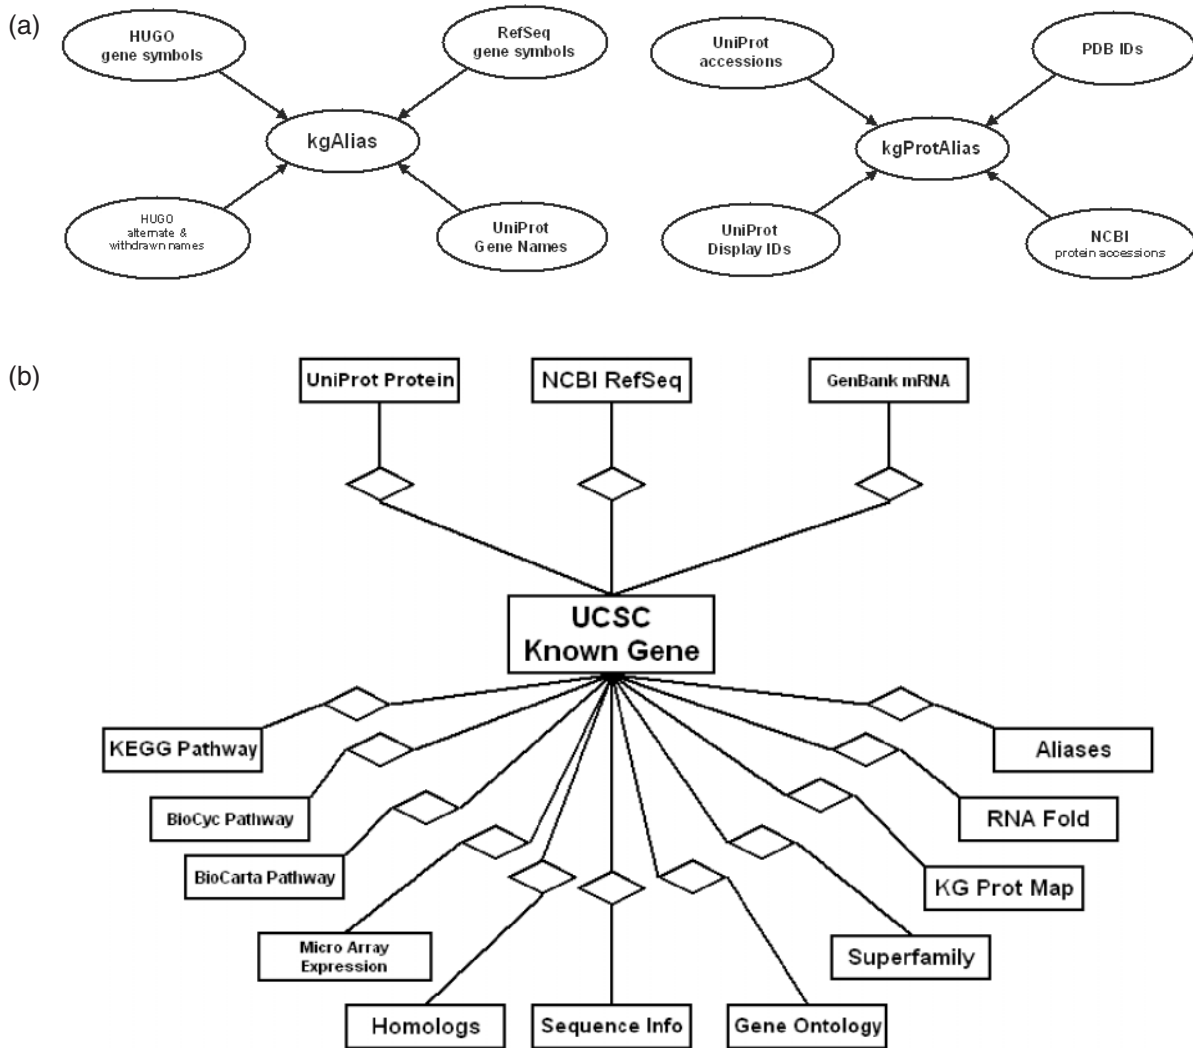 (a)
HUGO
gene symbols
RefSeq
gene symbols
kgAlias
HUGO
alternate &
withdrawn names
UniProt
Gene Names
UniProt
accessions
PDB IDs
kgProtAlias
UniProt
Display IDs
NCBI
protein accessions
(b)
UniProt Protein
NCBI RefSeq
GenBank mRNA
UCSC
Known Gene
KEGG Pathway
BioCyc Pathway
BioCarta Pathway
Micro Array
Expression
Homologs
Sequence Info
Gene Ontology
Superfamily
KG Prot Map
RNA Fold
Aliases